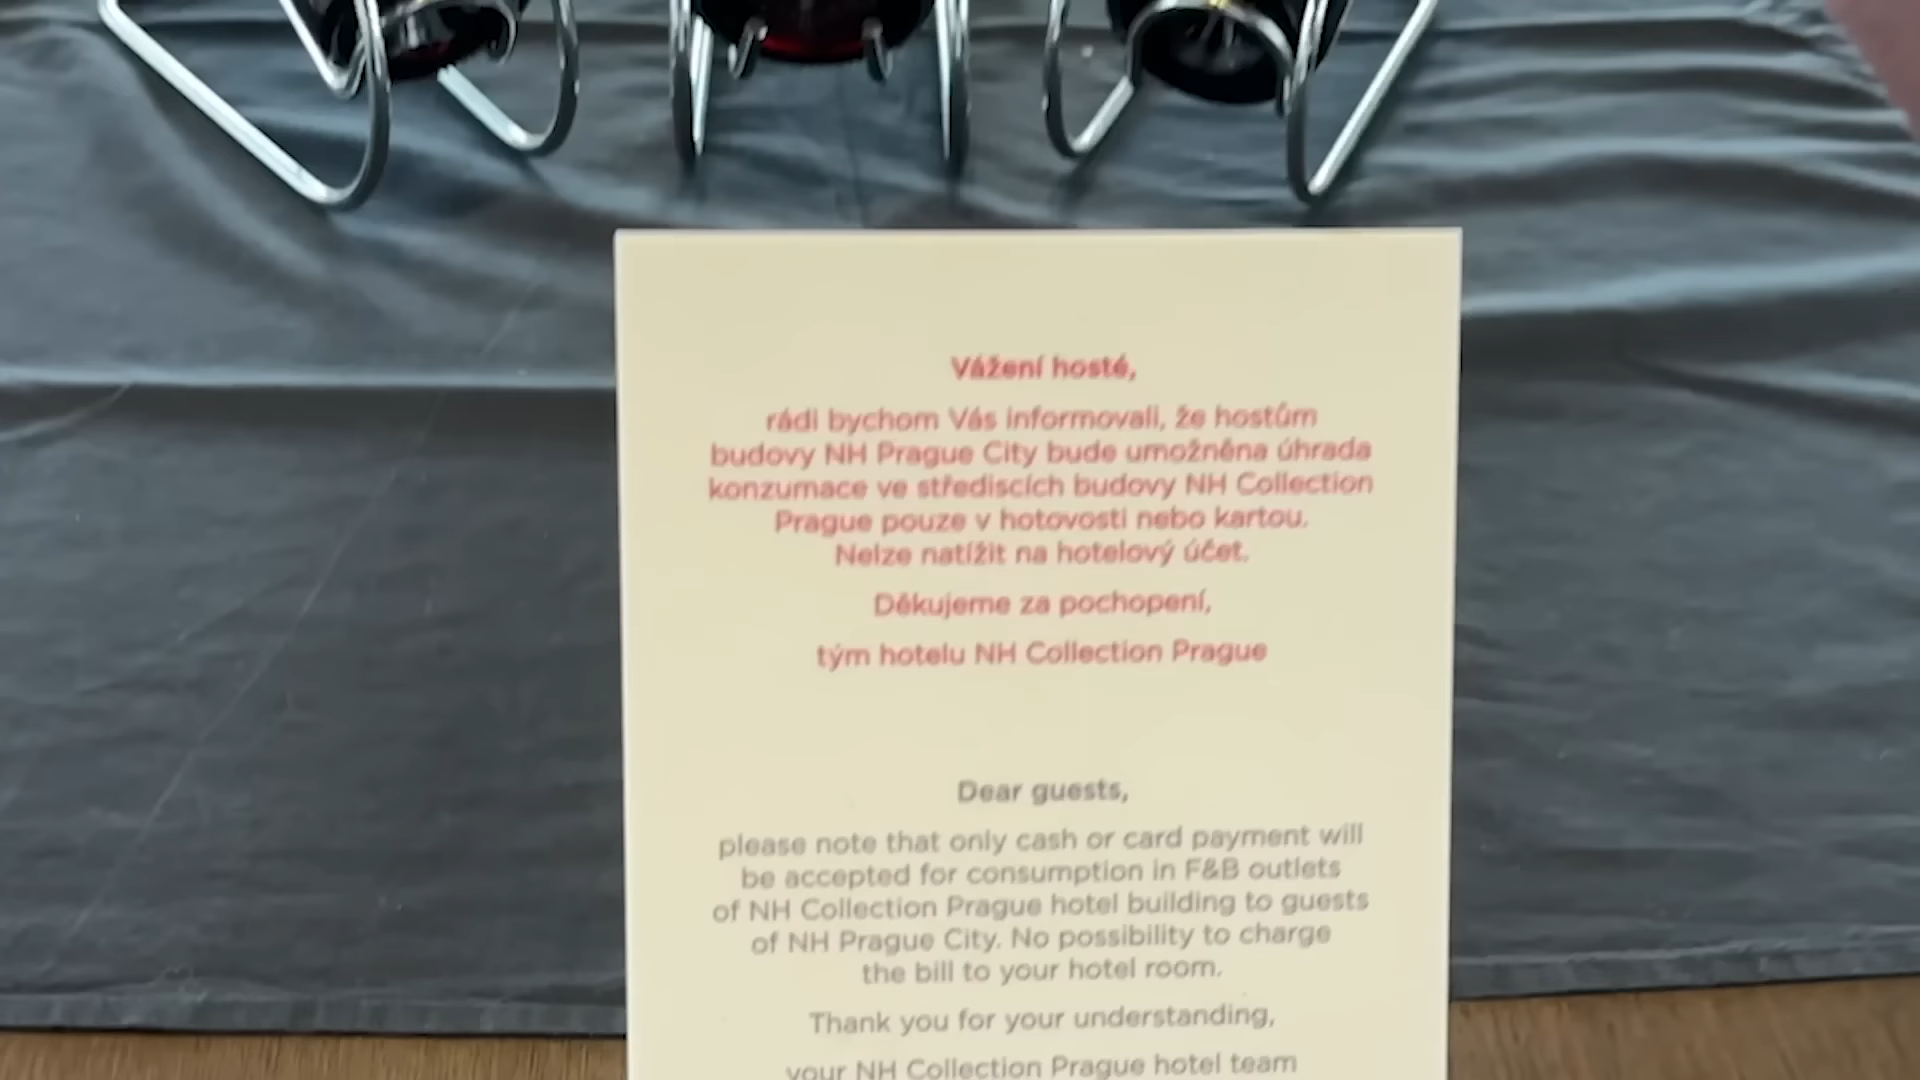 Vážení hosté,
rádi bychom Vás informovali, že hostům
budovy NH Prague City bude umožněna úhrada
konzumace ve střediscích budovy NH Collection
Prague pouze v hotovosti nebo kartou.
Nelze natížit na hotelový účet.
Děkujeme za pochopení,
tým hotelu NH Collection Prague
Dear guests,
please note that only cash or card payment will
be accepted for consumption in F&B outlets
of NH Collection Prague hotel building to guests
of NH Prague City. No possibility to charge
the bill to your hotel room.
Thank you for your understanding,
your NH Collection Prague hotel team